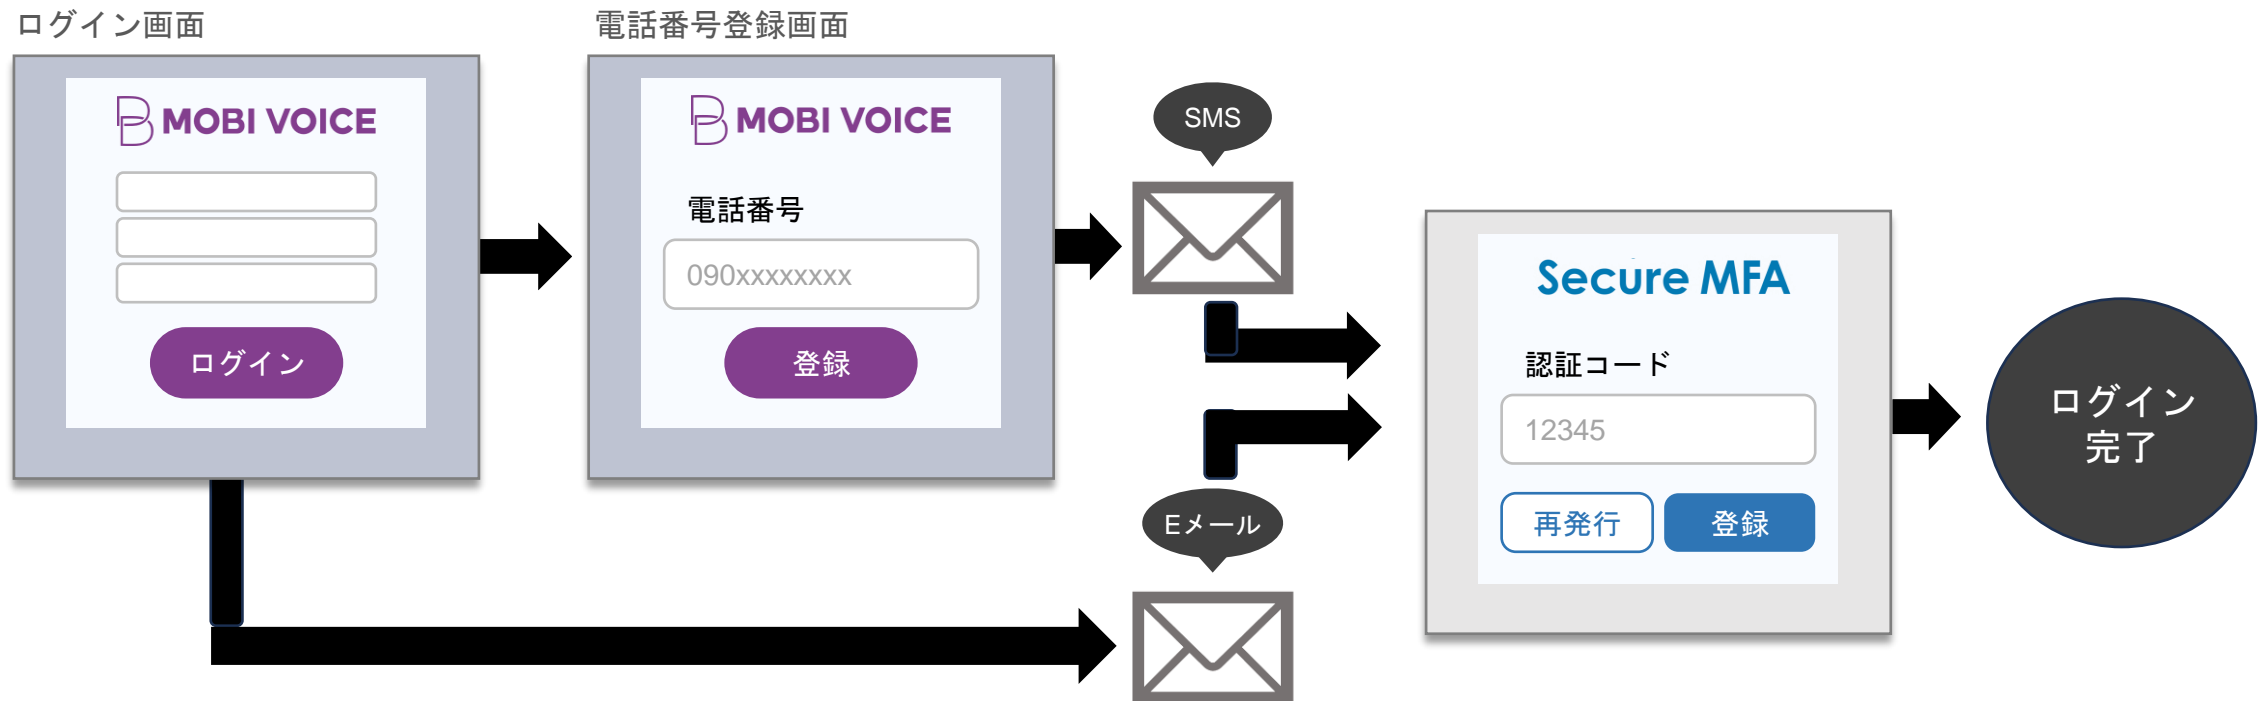 ログイン画面
MOBI VOICE
ログイン
電話番号登録画面
MOBI VOICE
電話番号
090xxxxxxxx
登録
SMS
Eメール
Secure MFA
認証コード
12345
再発行
登録
ログイン
完了